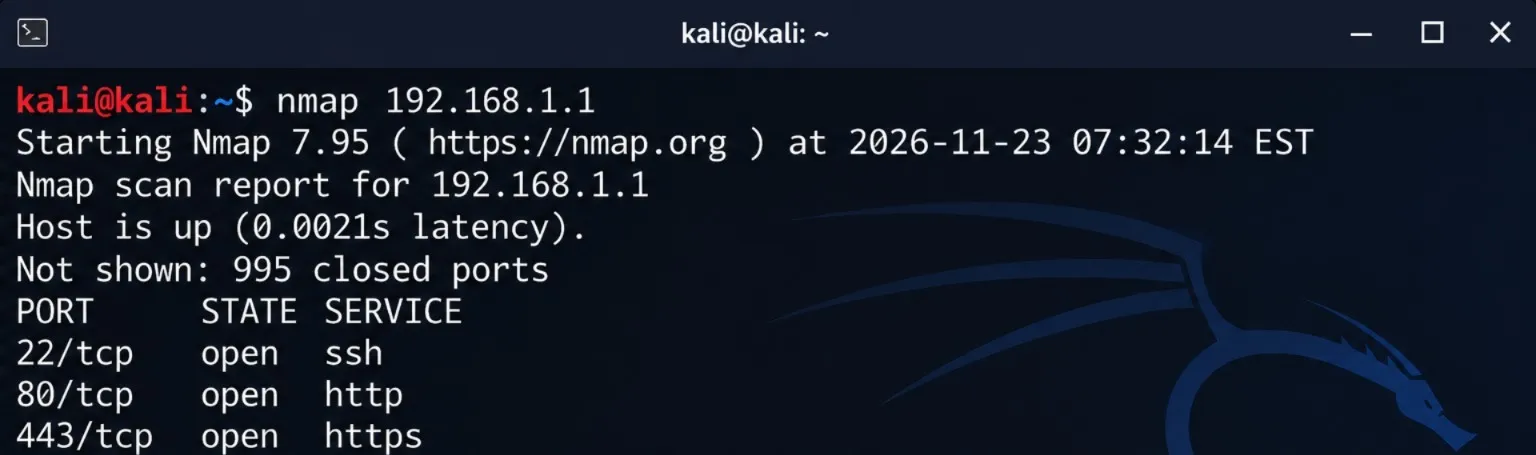 kali@kali: ~
kali@kali:~$ nmap 192.168.1.1
Starting Nmap 7.95 ( https://nmap.org ) at 2026-11-23 07:32:14 EST
Nmap scan report for 192.168.1.1
Host is up (0.0021s latency).
Not shown: 995 closed ports
PORT STATE SERVICE
22/tcp open ssh
80/tcp open http
443/tcp open https